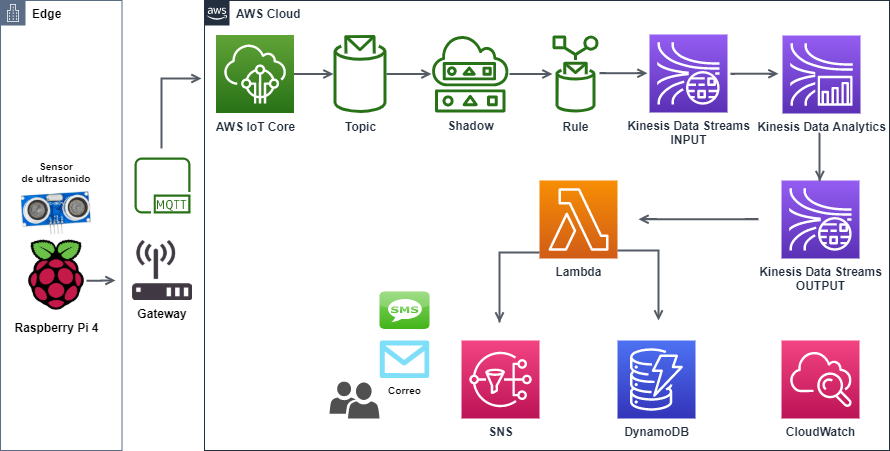 Edge
aws
AWS Cloud
AWS IoT Core
Topic
Shadow
Rule
Kinesis Data Streams
INPUT
Kinesis Data Analytics
Sensor
de ultrasonido
MQTT
Raspberry Pi 4
Gateway
Lambda
Kinesis Data Streams
OUTPUT
SMS
Correo
SNS
DynamoDB
CloudWatch